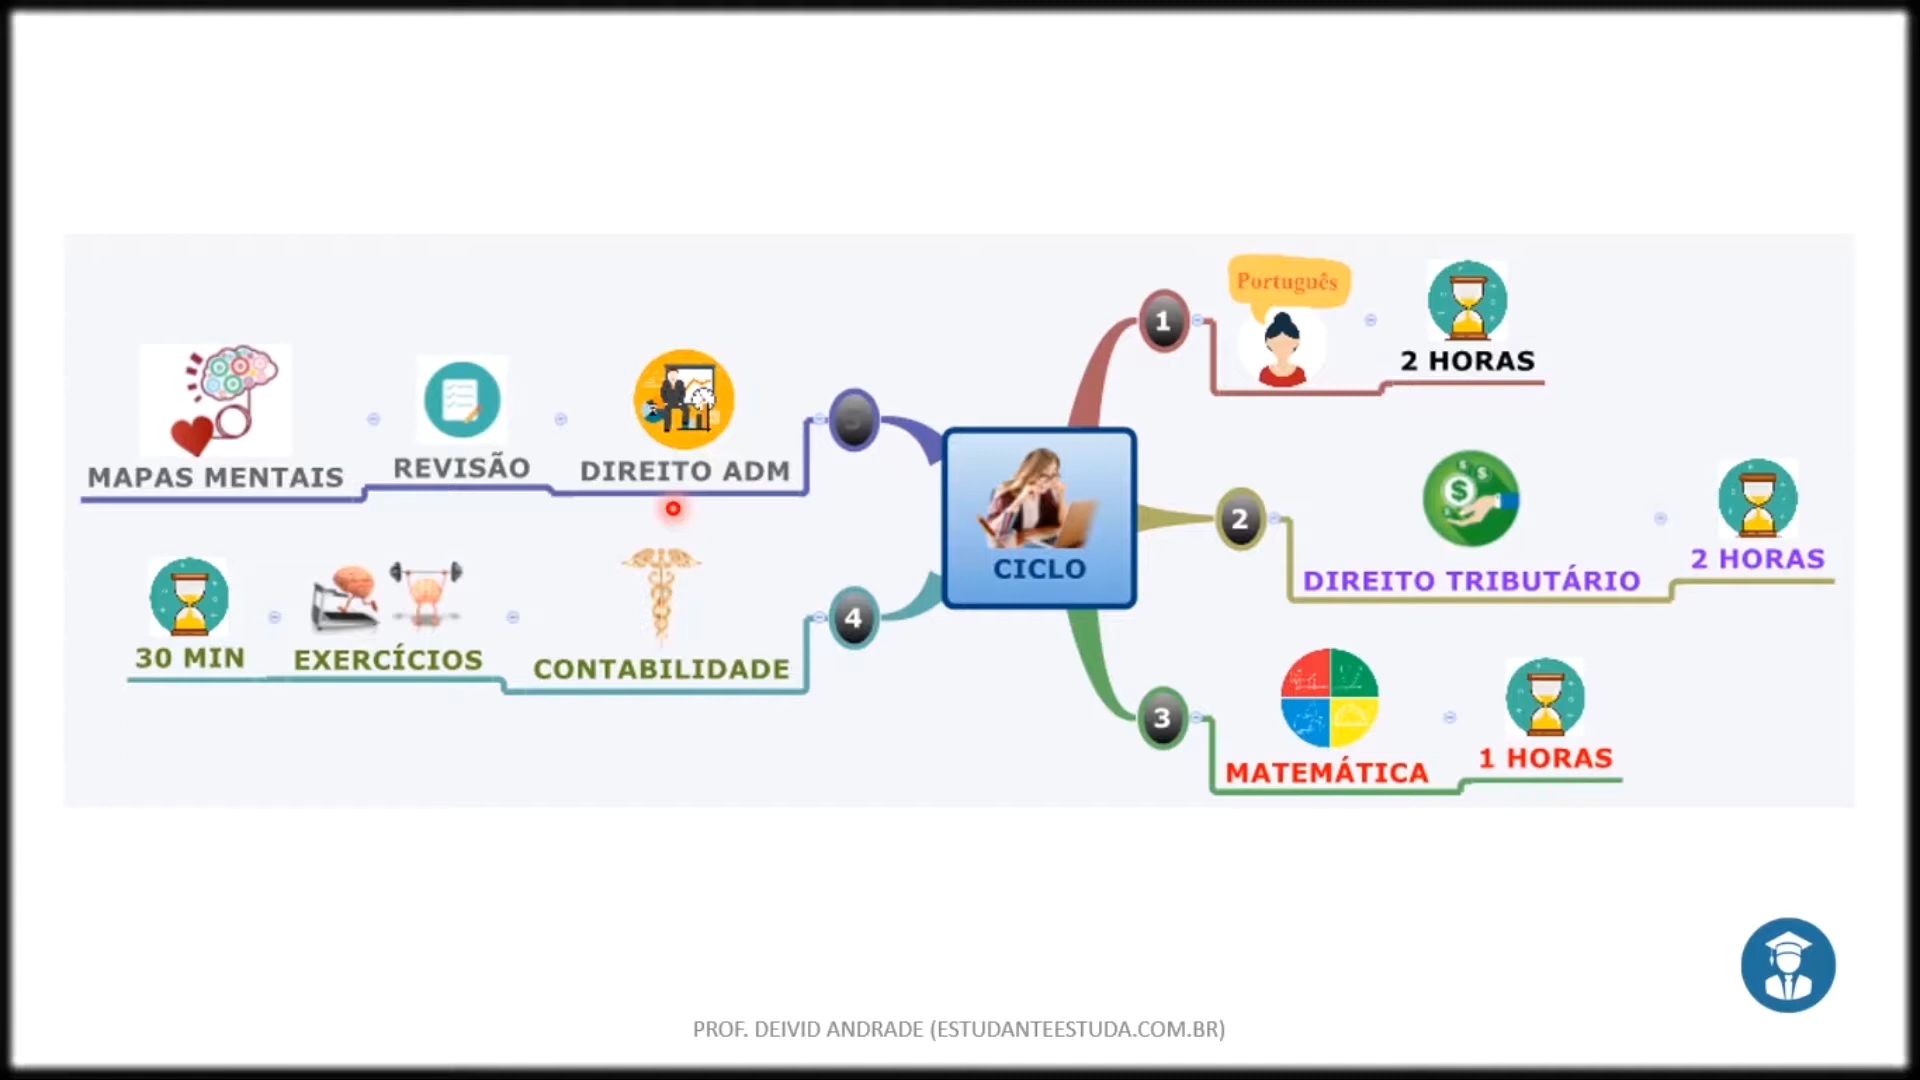 1
Português
2 HORAS
2
DIREITO TRIBUTÁRIO
2 HORAS
3
MATEMÁTICA
1 HORAS
4
CONTABILIDADE
EXERCÍCIOS
30 MIN
5
DIREITO ADM
REVISÃO
MAPAS MENTAIS
CICLO
PROF. DEIVID ANDRADE (ESTUDANTEESTUDA.COM.BR)